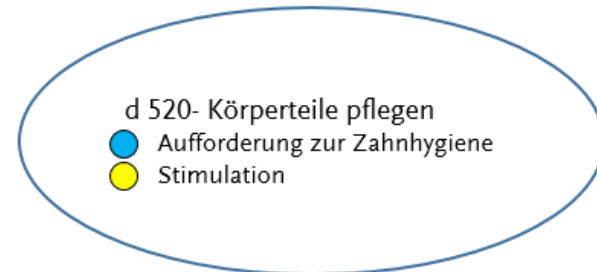 d 520- Körperteile pflegen
Aufforderung zur Zahnhygiene
Stimulation